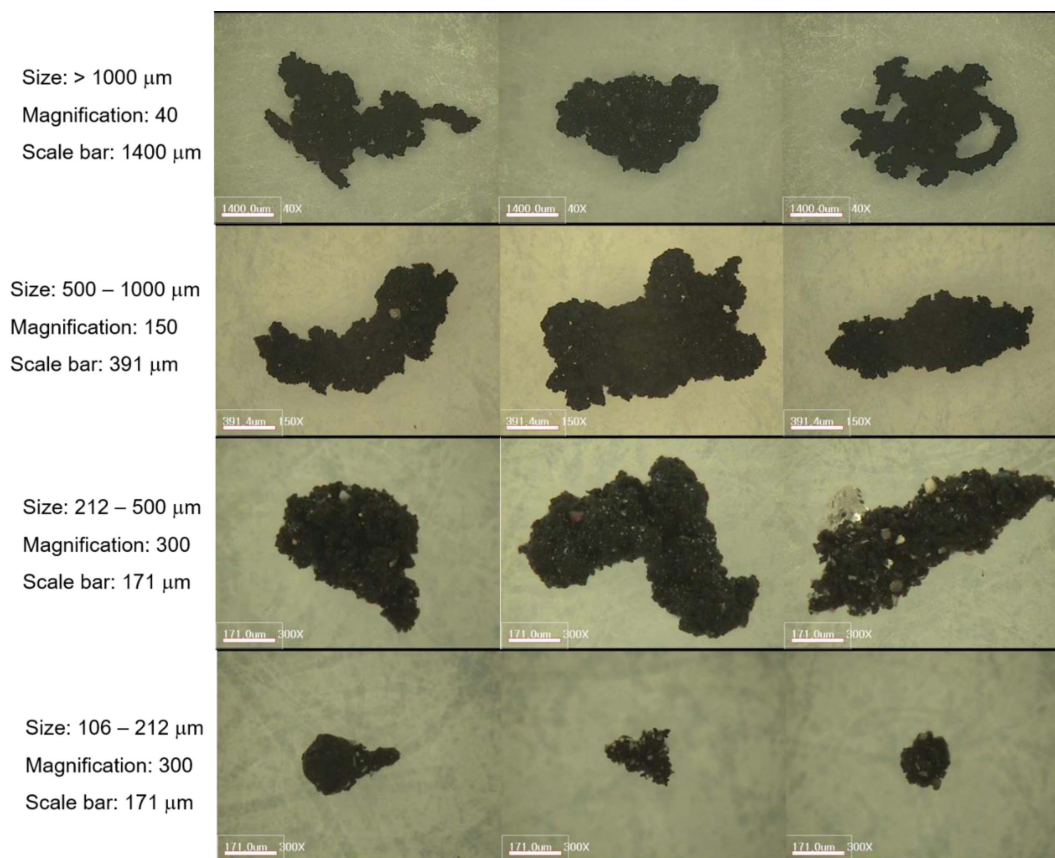 Size: > 1000 μm
Magnification: 40
Scale bar: 1400 μm
1400.0um 40X
1400.0um 40X
1400.0um 40X
Size: 500 – 1000 μm
Magnification: 150
Scale bar: 391 μm
391.4um 150X
391.4um 150X
391.4um 150X
Size: 212 – 500 μm
Magnification: 300
Scale bar: 171 μm
171.0um 300X
171.0um 300X
171.0um 300X
Size: 106 – 212 μm
Magnification: 300
Scale bar: 171 μm
171.0um 300X
171.0um 300X
171.0um 300X